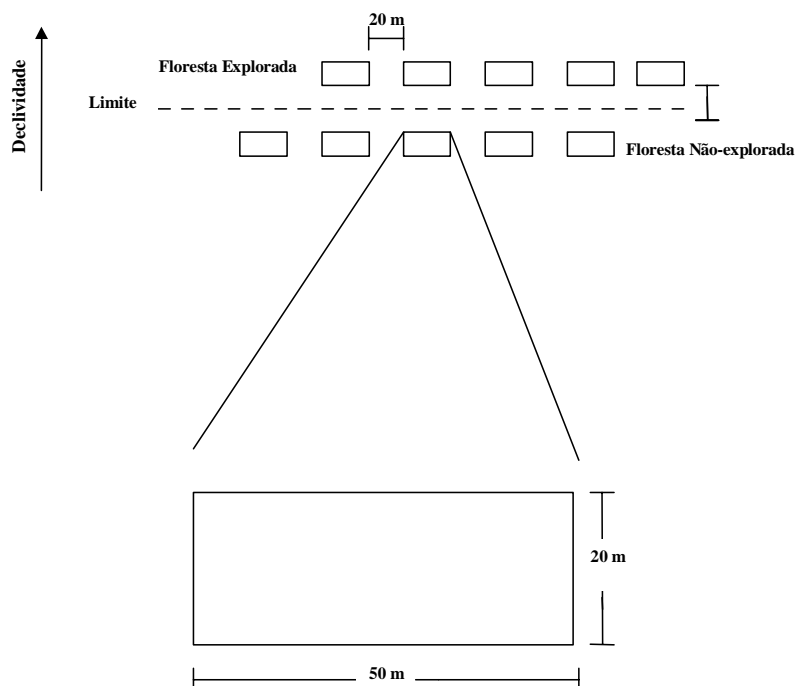 20 m
Floresta Explorada
Declividade
Limite
Floresta Não-explorada
20 m
50 m